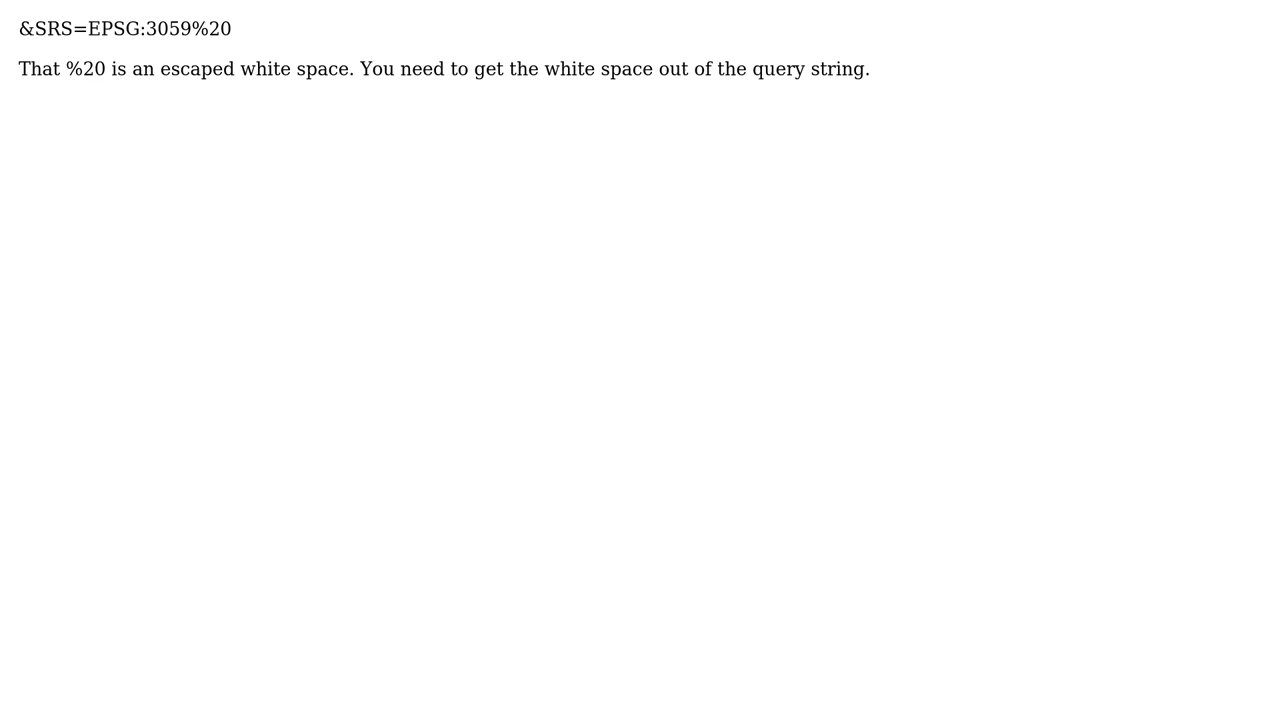 &SRS=EPSG:3059%20
That %20 is an escaped white space. You need to get the white space out of the query string.